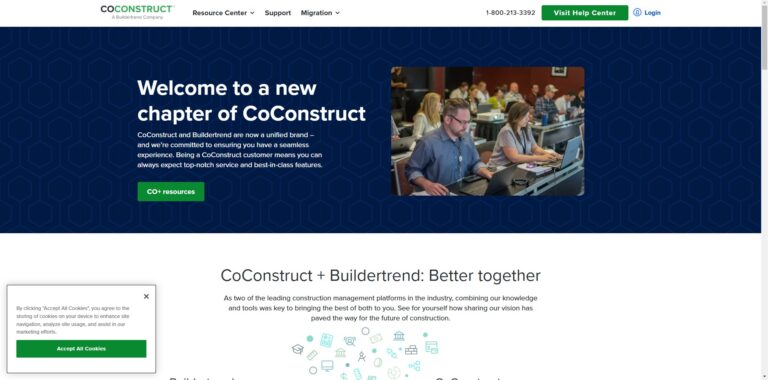 COCONSTRUCT
A Buildertrend Company
Resource Center
Support
Migration
1-800-213-3392
Visit Help Center
Login
Welcome to a new
chapter of CoConstruct
CoConstruct and Buildertrend are now a unified brand –
and we're committed to ensuring you have a seamless
experience. Being a CoConstruct customer means you can
always expect top-notch service and best-in-class features.
CO+ resources
CoConstruct + Buildertrend: Better together
As two of the leading construction management platforms in the industry, combining our knowledge
and tools was key to bringing the best of both to you. See for yourself how sharing our vision has
paved the way for the future of construction.
By clicking "Accept All Cookies", you agree to the
storing of cookies on your device to enhance site
navigation, analyze site usage, and assist in our
marketing efforts.
Accept All Cookies